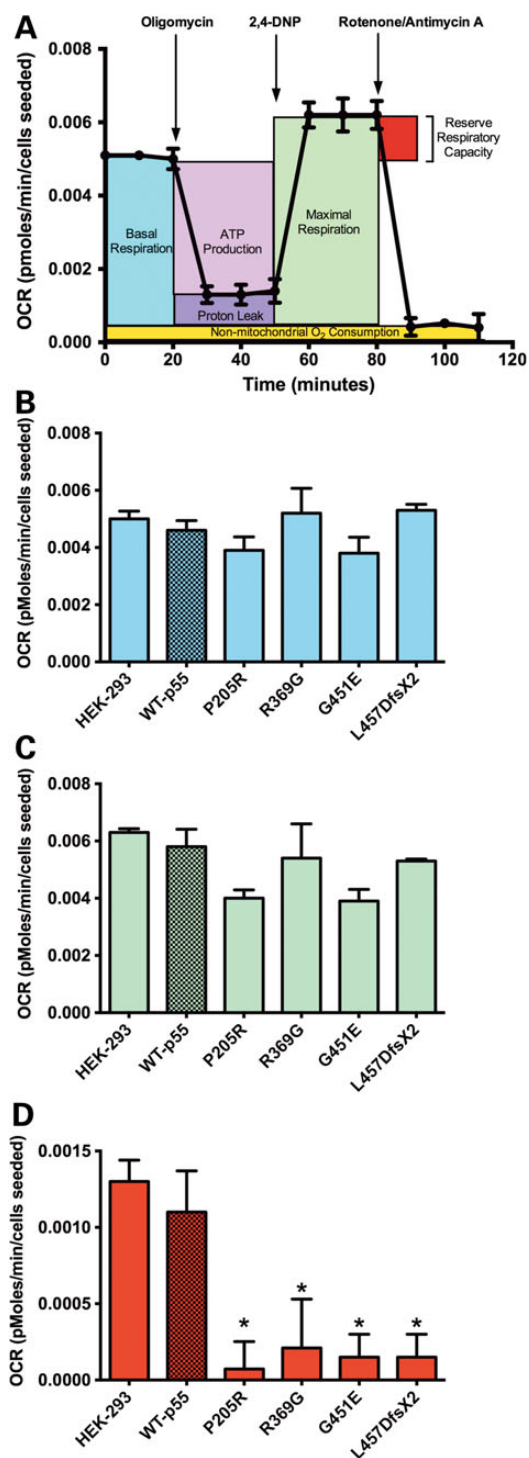 A
Oligomycin 2,4-DNP Rotenone/Antimycin A
OCR (pmoles/min/cells seeded)
0.008
0.006
0.004
0.002
0.000
Reserve
Respiratory
Capacity
Basal
Respiration
ATP
Production
Maximal
Respiration
Proton Leak
Non-mitochondrial O₂ Consumption
0 20 40 60 80 100 120
Time (minutes)
B
OCR (pMoles/min/cells seeded)
0.008
0.006
0.004
0.002
0.000
HEK-293
WT-p55
P205R
R369G
G451E
L457DfsX2
C
OCR (pMoles/min/cells seeded)
0.008
0.006
0.004
0.002
0.000
HEK-293
WT-p55
P205R
R369G
G451E
L457DfsX2
D
OCR (pMoles/min/cells seeded)
0.0015
0.0010
0.0005
0.0000
* * * *
HEK-293
WT-p55
P205R
R369G
G451E
L457DfsX2